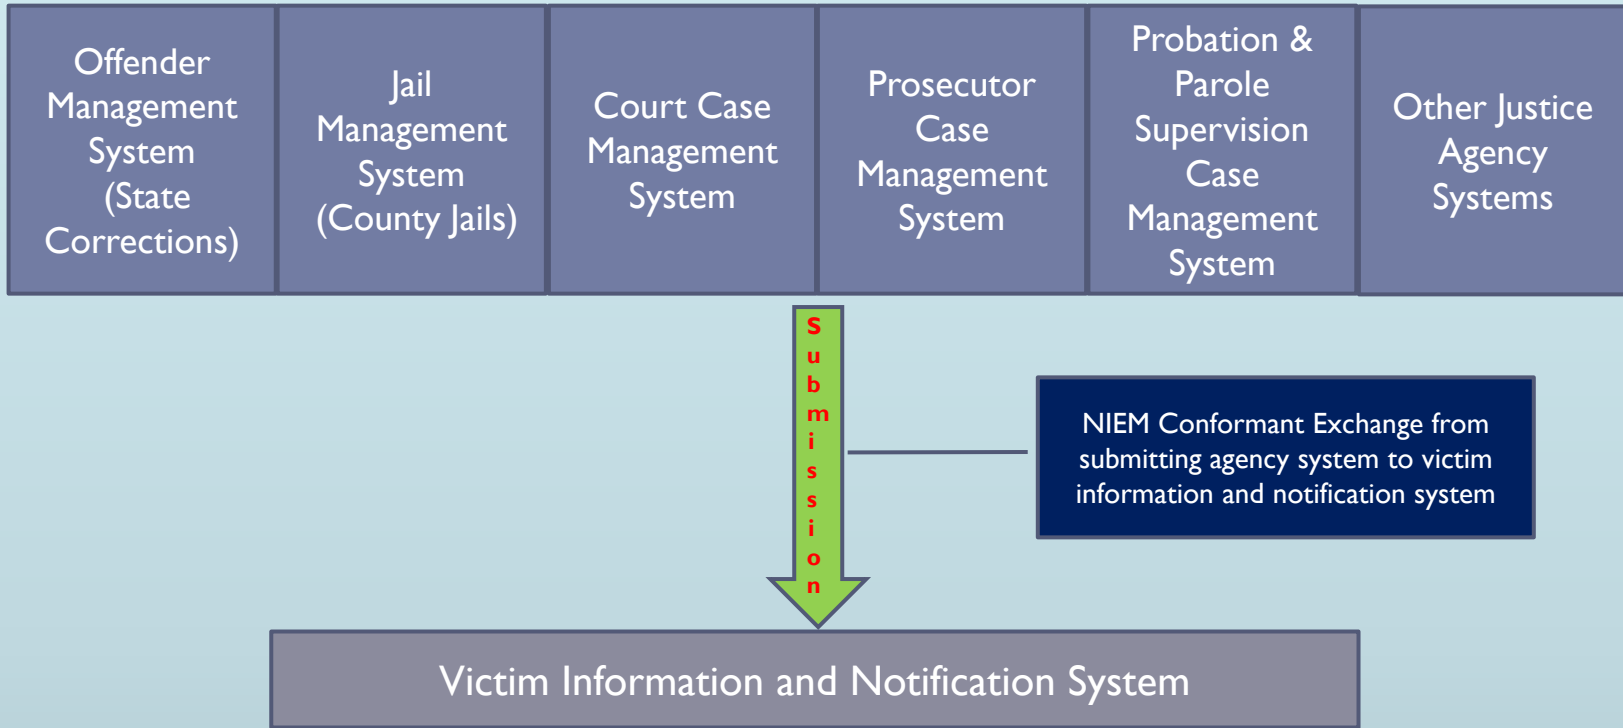 Offender
Management
System
(State
Corrections)
Jail
Management
System
(County Jails)
Court Case
Management
System
Prosecutor
Case
Management
System
Probation &
Parole
Supervision
Case
Management
System
Other Justice
Agency
Systems
Submission
NIEM Conformant Exchange from
submitting agency system to victim
information and notification system
Victim Information and Notification System